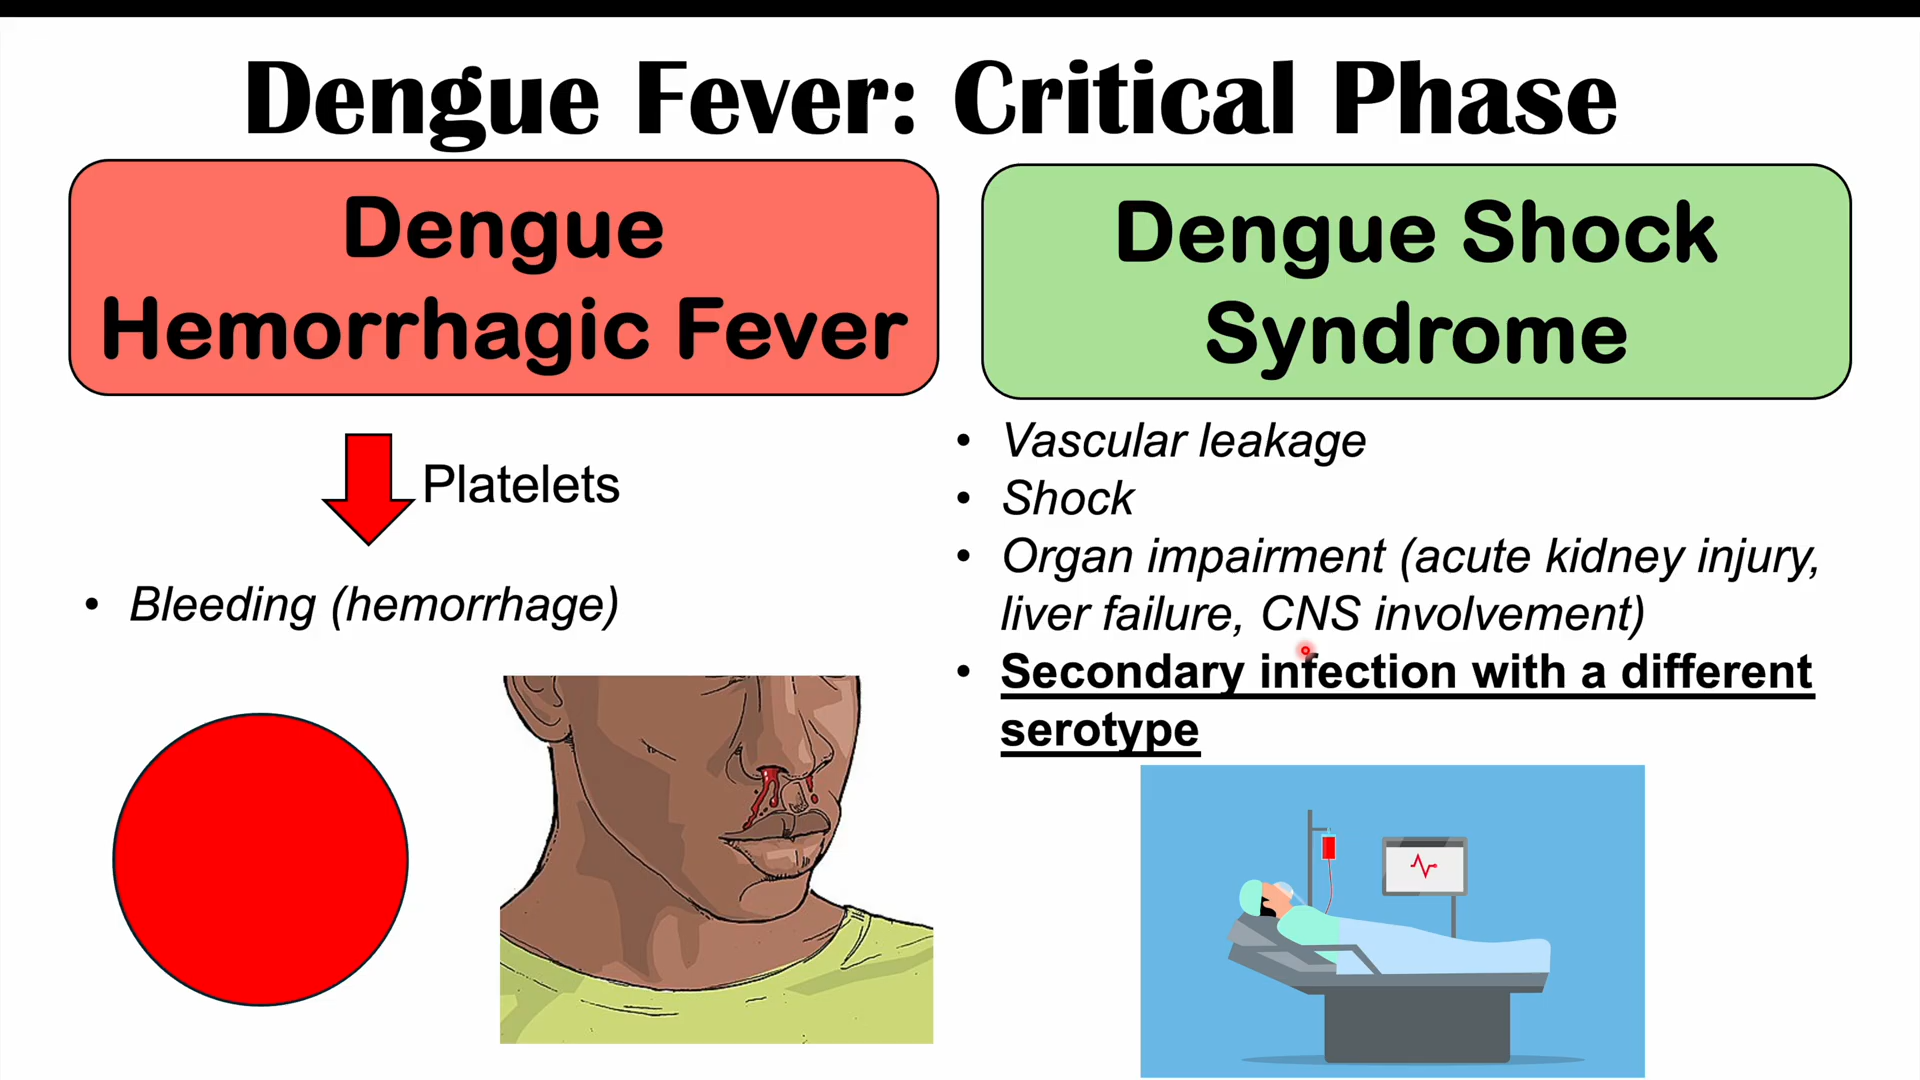 Dengue Fever: Critical Phase
Dengue
Hemorrhagic Fever
Platelets
• Bleeding (hemorrhage)
Dengue Shock
Syndrome
• Vascular leakage
• Shock
• Organ impairment (acute kidney injury,
liver failure, CNS involvement)
• Secondary infection with a different
serotype